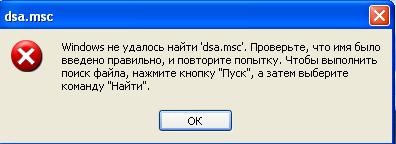 dsa.msc
Windows не удалось найти 'dsa.msc'. Проверьте, что имя было
введено правильно, и повторите попытку. Чтобы выполнить
поиск файла, нажмите кнопку "Пуск", а затем выберите
команду "Найти".
ОК